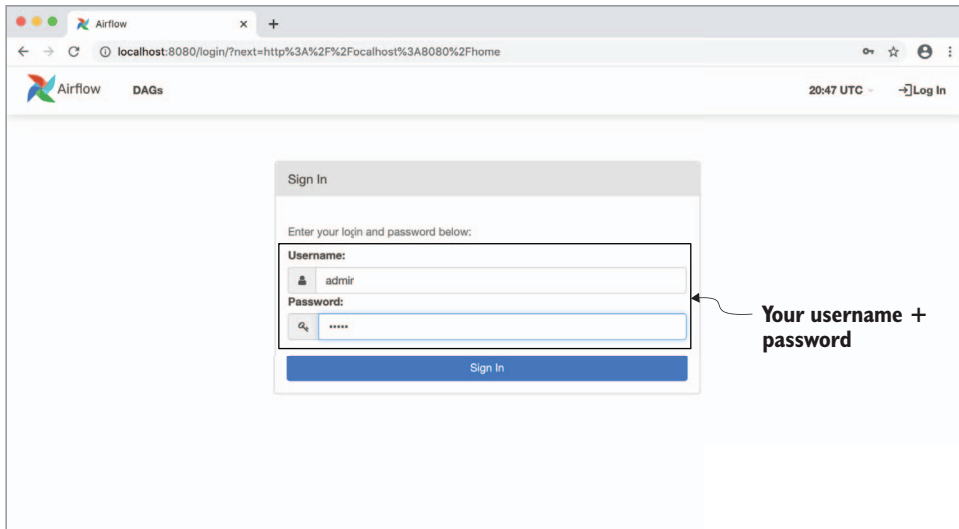 Airflow
localhost:8080/login/?next=http%3A%2F%2Focalhost%3A8080%2Fhome
Airflow DAGs 20:47 UTC Log In
Sign In
Enter your login and password below:
Username:
admir
Password:
•••••
Sign In
Your username +
password